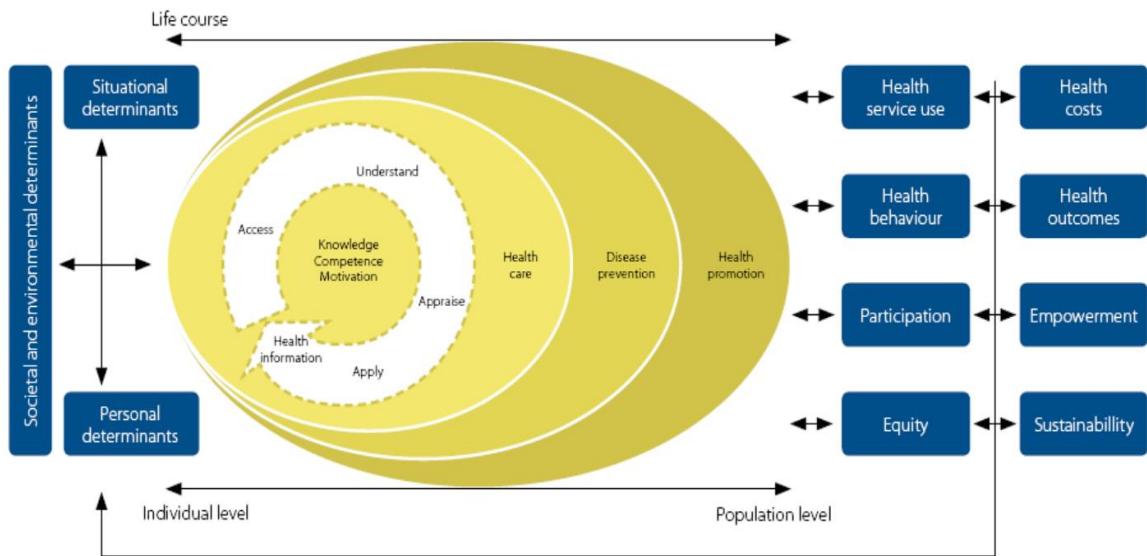 Life course
Societal and environmental determinants
Situational
determinants
Personal
determinants
Understand
Access
Knowledge
Competence
Motivation
Appraise
Health
information
Apply
Health
care
Disease
prevention
Health
promotion
Health
service use
Health
costs
Health
behaviour
Health
outcomes
Participation
Empowerment
Equity
Sustainabillity
Individual level
Population level